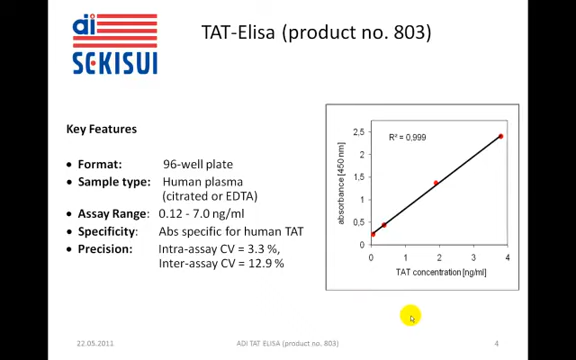 TAT-Elisa (product no. 803)
di
SEKISUI
Key Features
• Format: 96-well plate
• Sample type: Human plasma
(citrated or EDTA)
• Assay Range: 0.12 - 7.0 ng/ml
• Specificity: Abs specific for human TAT
• Precision: Intra-assay CV = 3.3 %,
Inter-assay CV = 12.9 %
R² = 0,999
absorbance [450 nm]
2,5
2
1,5
1
0,5
0
0 1 2 3 4
TAT concentration [ng/ml]
22.05.2011 ADI TAT ELISA (product no. 803) 4